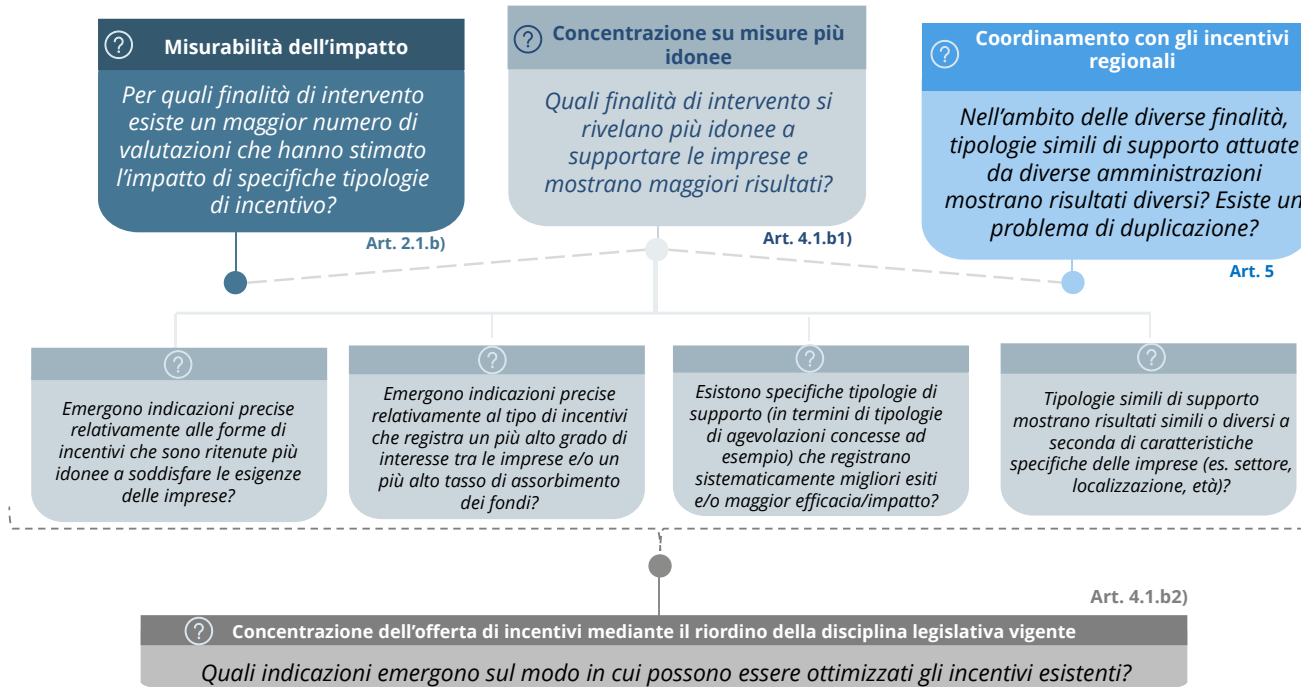 ? Misurabilità dell'impatto
Per quali finalità di intervento
esiste un maggior numero di
valutazioni che hanno stimato
l'impatto di specifiche tipologie
di incentivo?
Art. 2.1.b)
? Concentrazione su misure più
idonee
Quali finalità di intervento si
rivelano più idonee a
supportare le imprese e
mostrano maggiori risultati?
Art. 4.1.b1)
? Coordinamento con gli incentivi
regionali
Nell'ambito delle diverse finalità,
tipologie simili di supporto attuate
da diverse amministrazioni
mostrano risultati diversi? Esiste un
problema di duplicazione?
Art. 5
?
Emergono indicazioni precise
relativamente alle forme di
incentivi che sono ritenute più
idonee a soddisfare le esigenze
delle imprese?
?
Emergono indicazioni precise
relativamente al tipo di incentivi
che registra un più alto grado di
interesse tra le imprese e/o un
più alto tasso di assorbimento
dei fondi?
?
Esistono specifiche tipologie di
supporto (in termini di tipologie
di agevolazioni concesse ad
esempio) che registrano
sistematicamente migliori esiti
e/o maggior efficacia/impatto?
?
Tipologie simili di supporto
mostrano risultati simili o diversi a
seconda di caratteristiche
specifiche delle imprese (es. settore,
localizzazione, età)?
Art. 4.1.b2)
? Concentrazione dell'offerta di incentivi mediante il riordino della disciplina legislativa vigente
Quali indicazioni emergono sul modo in cui possono essere ottimizzati gli incentivi esistenti?